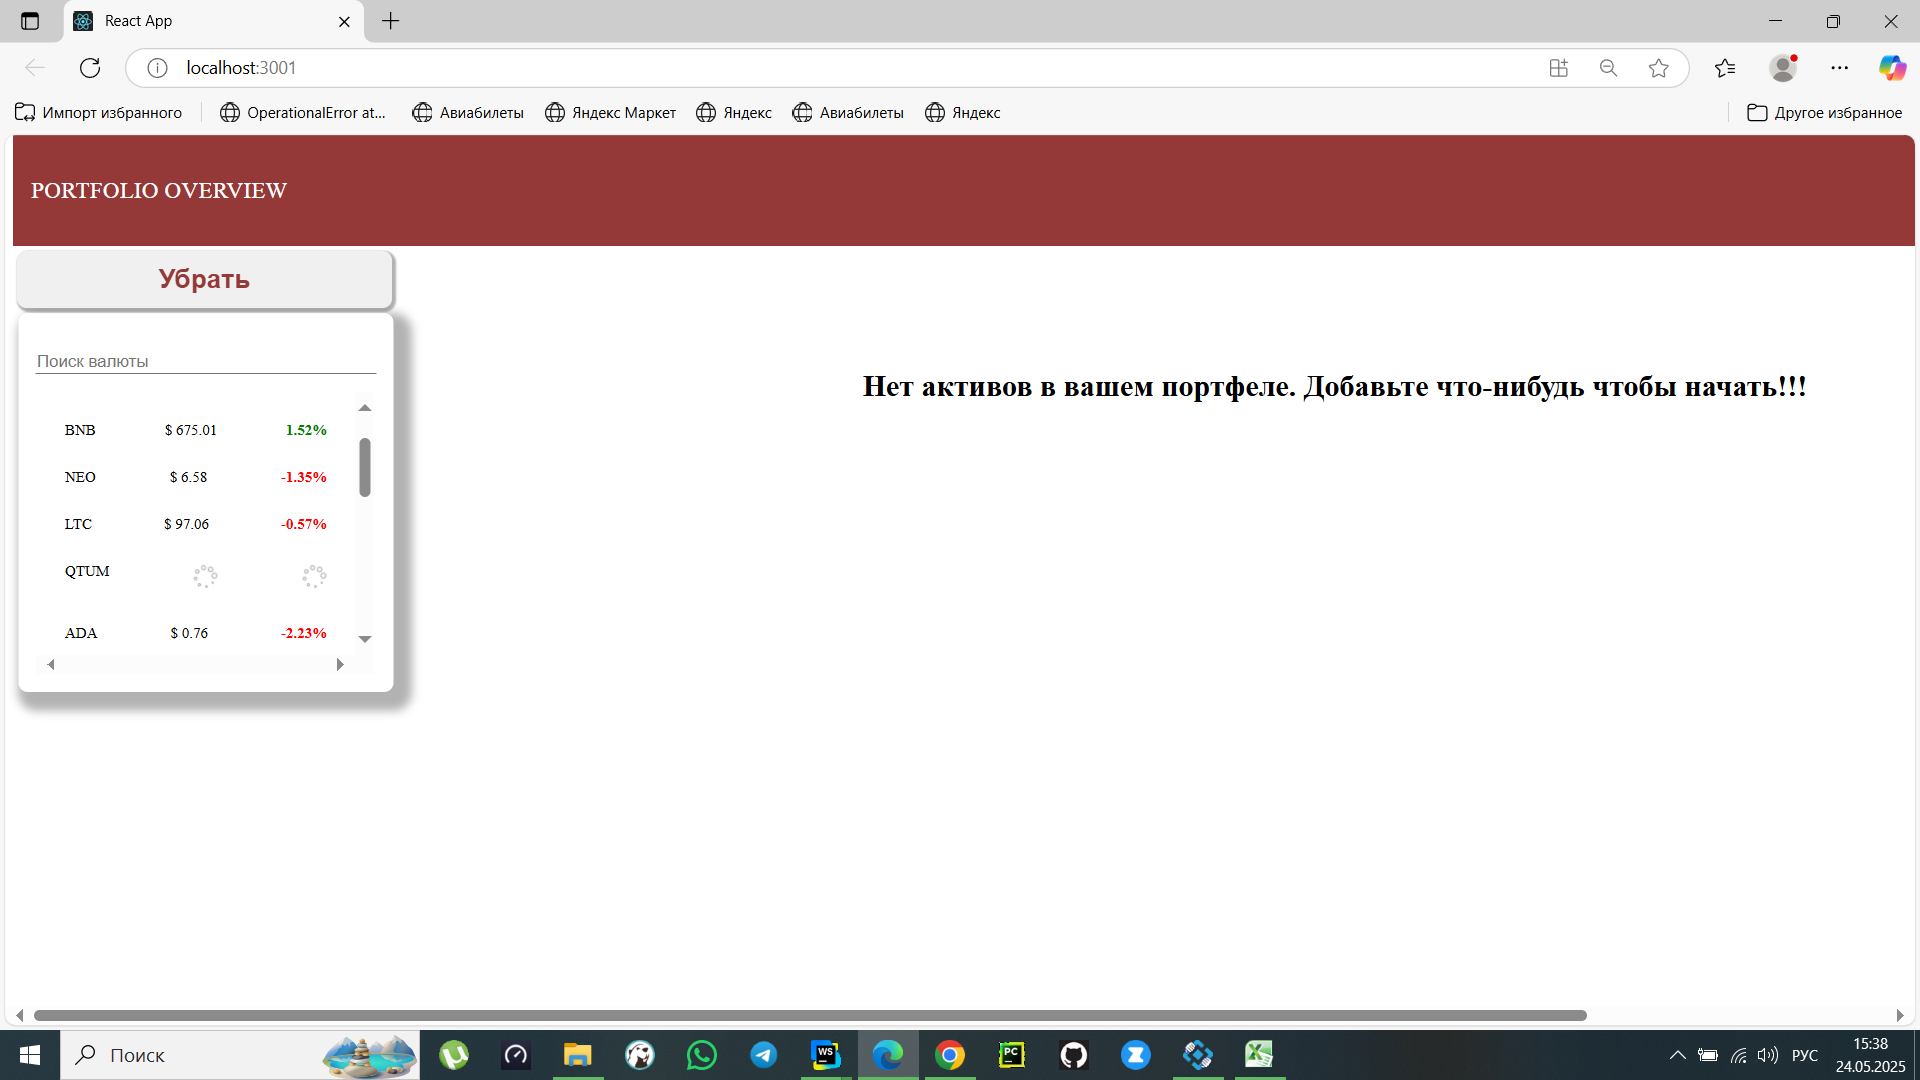 React App
localhost:3001
Импорт избранного
OperationalError at...
Авиабилеты
Яндекс Маркет
Яндекс
Авиабилеты
Яндекс
Другое избранное
PORTFOLIO OVERVIEW
Убрать
Поиск валюты
BNB $ 675.01 1.52%
NEO $ 6.58 -1.35%
LTC $ 97.06 -0.57%
QTUM
ADA $ 0.76 -2.23%
Нет активов в вашем портфеле. Добавьте что-нибудь чтобы начать!!!
Поиск
WS
PC
РУС
15:38
24.05.2025